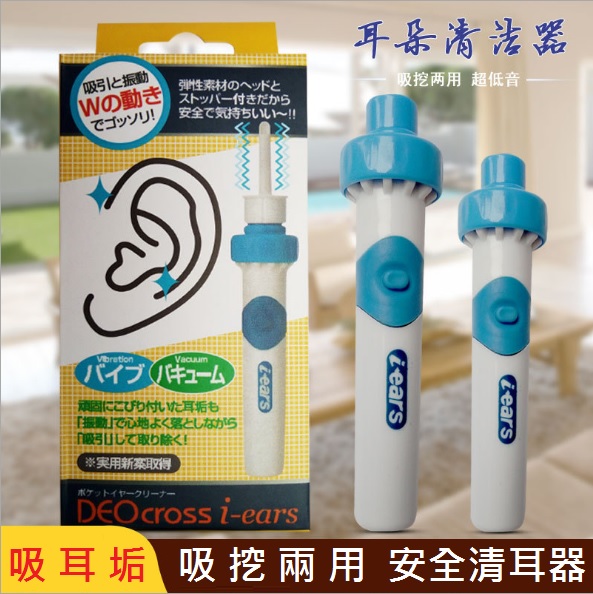 耳朵清洁器
吸挖两用 超低音
吸引と振動
Wの動き
でゴッソリ!
弾性素材のヘッドと
ストッパー付きだから
安全で気持ちいい〜!!
Vibration
バイブ
Vacuum
バキューム
頑固にこびり付いた耳垢も
「振動」で心地よく落としながら
「吸引」して取り除く!
※実用新案取得
ポケットイヤークリーナー
DEOcross i-ears
i-ears
i-ears
i-ears
吸耳垢
吸挖兩用 安全清耳器